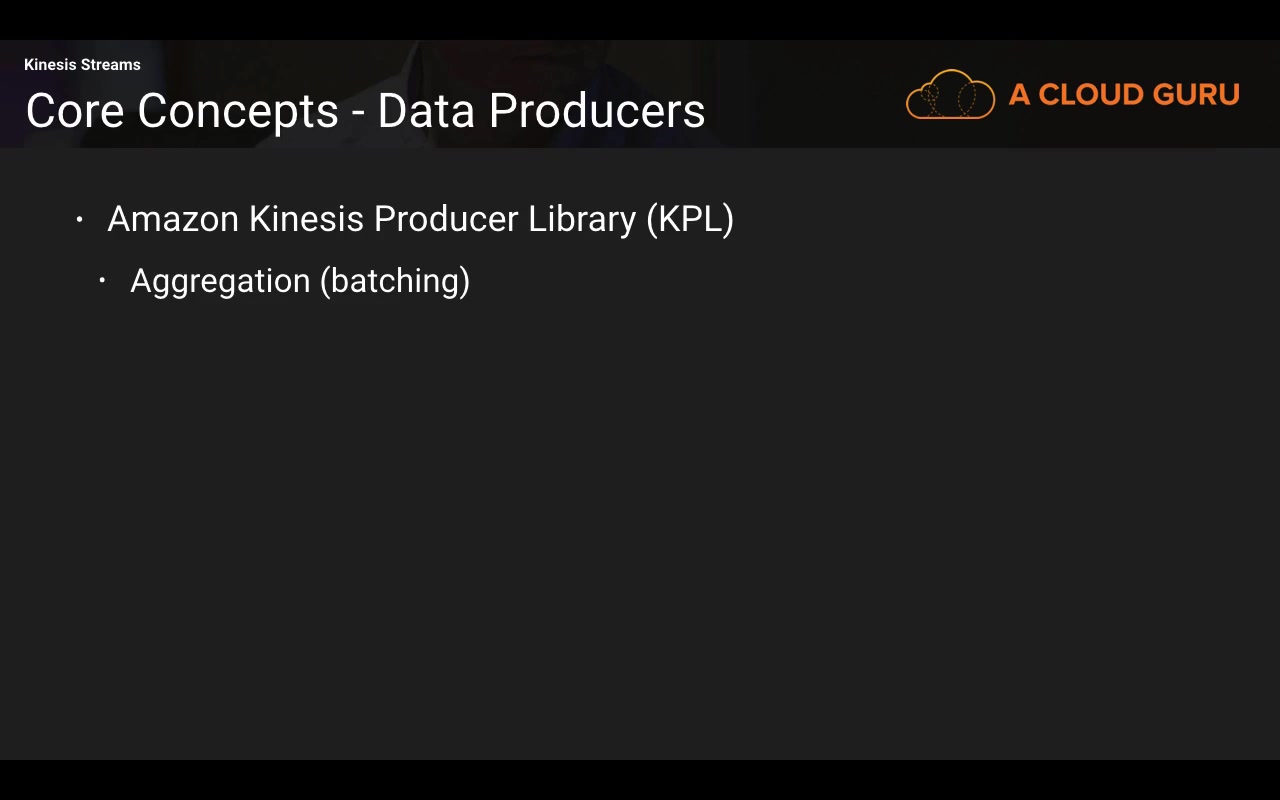 Kinesis Streams
Core Concepts - Data Producers
A CLOUD GURU
• Amazon Kinesis Producer Library (KPL)
• Aggregation (batching)